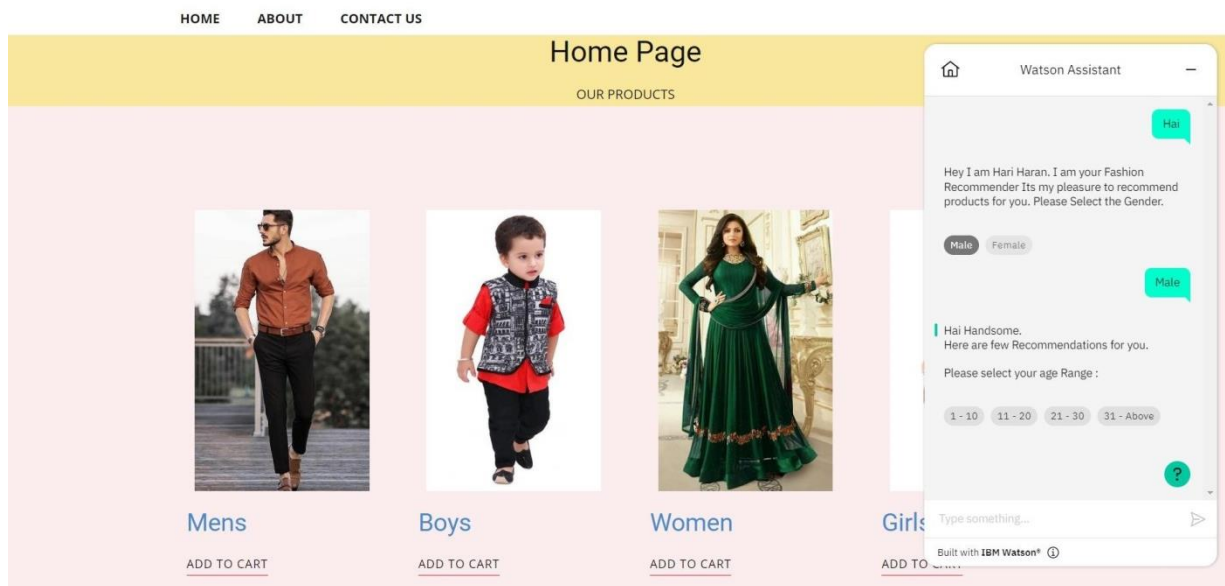 HOME ABOUT CONTACT US
Home Page
OUR PRODUCTS
Mens
ADD TO CART
Boys
ADD TO CART
Women
ADD TO CART
Girls
ADD TO
Watson Assistant
Hai
Hey I am Hari Haran. I am your Fashion
Recommender Its my pleasure to recommend
products for you. Please Select the Gender.
Male Female
Male
Hai Handsome.
Here are few Recommendations for you.
Please select your age Range :
1 - 10 11 - 20 21 - 30 31 - Above
?
Type something...
Built with IBM Watson®